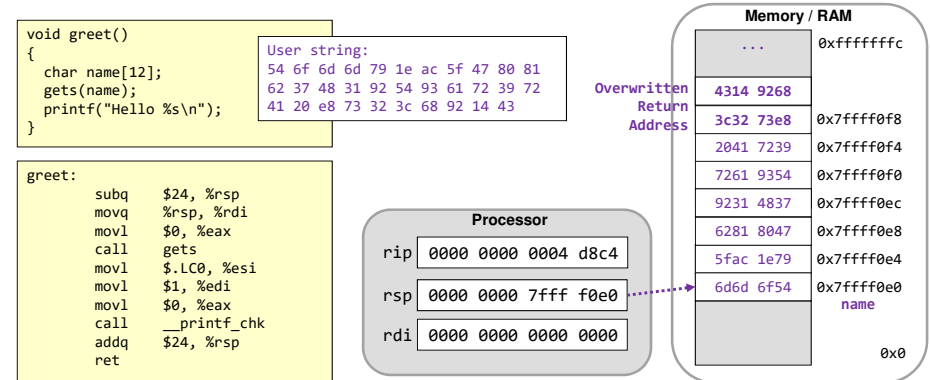 void greet()
{
  char name[12];
  gets(name);
  printf("Hello %s\n");
}
User string:
54 6f 6d 6d 79 1e ac 5f 47 80 81
62 37 48 31 92 54 93 61 72 39 72
41 20 e8 73 32 3c 68 92 14 43
greet:
subq $24, %rsp
movq %rsp, %rdi
movl $0, %eax
call gets
movl $.LC0, %esi
movl $1, %edi
movl $0, %eax
call __printf_chk
addq $24, %rsp
ret
Processor
rip 0000 0000 0004 d8c4
rsp 0000 0000 7fff f0e0
rdi 0000 0000 0000 0000
Memory / RAM
... 0xfffffffc
Overwritten
Return
Address
4314 9268
3c32 73e8 0x7ffff0f8
2041 7239 0x7ffff0f4
7261 9354 0x7ffff0f0
9231 4837 0x7ffff0ec
6281 8047 0x7ffff0e8
5fac 1e79 0x7ffff0e4
6d6d 6f54 0x7ffff0e0
name
0x0